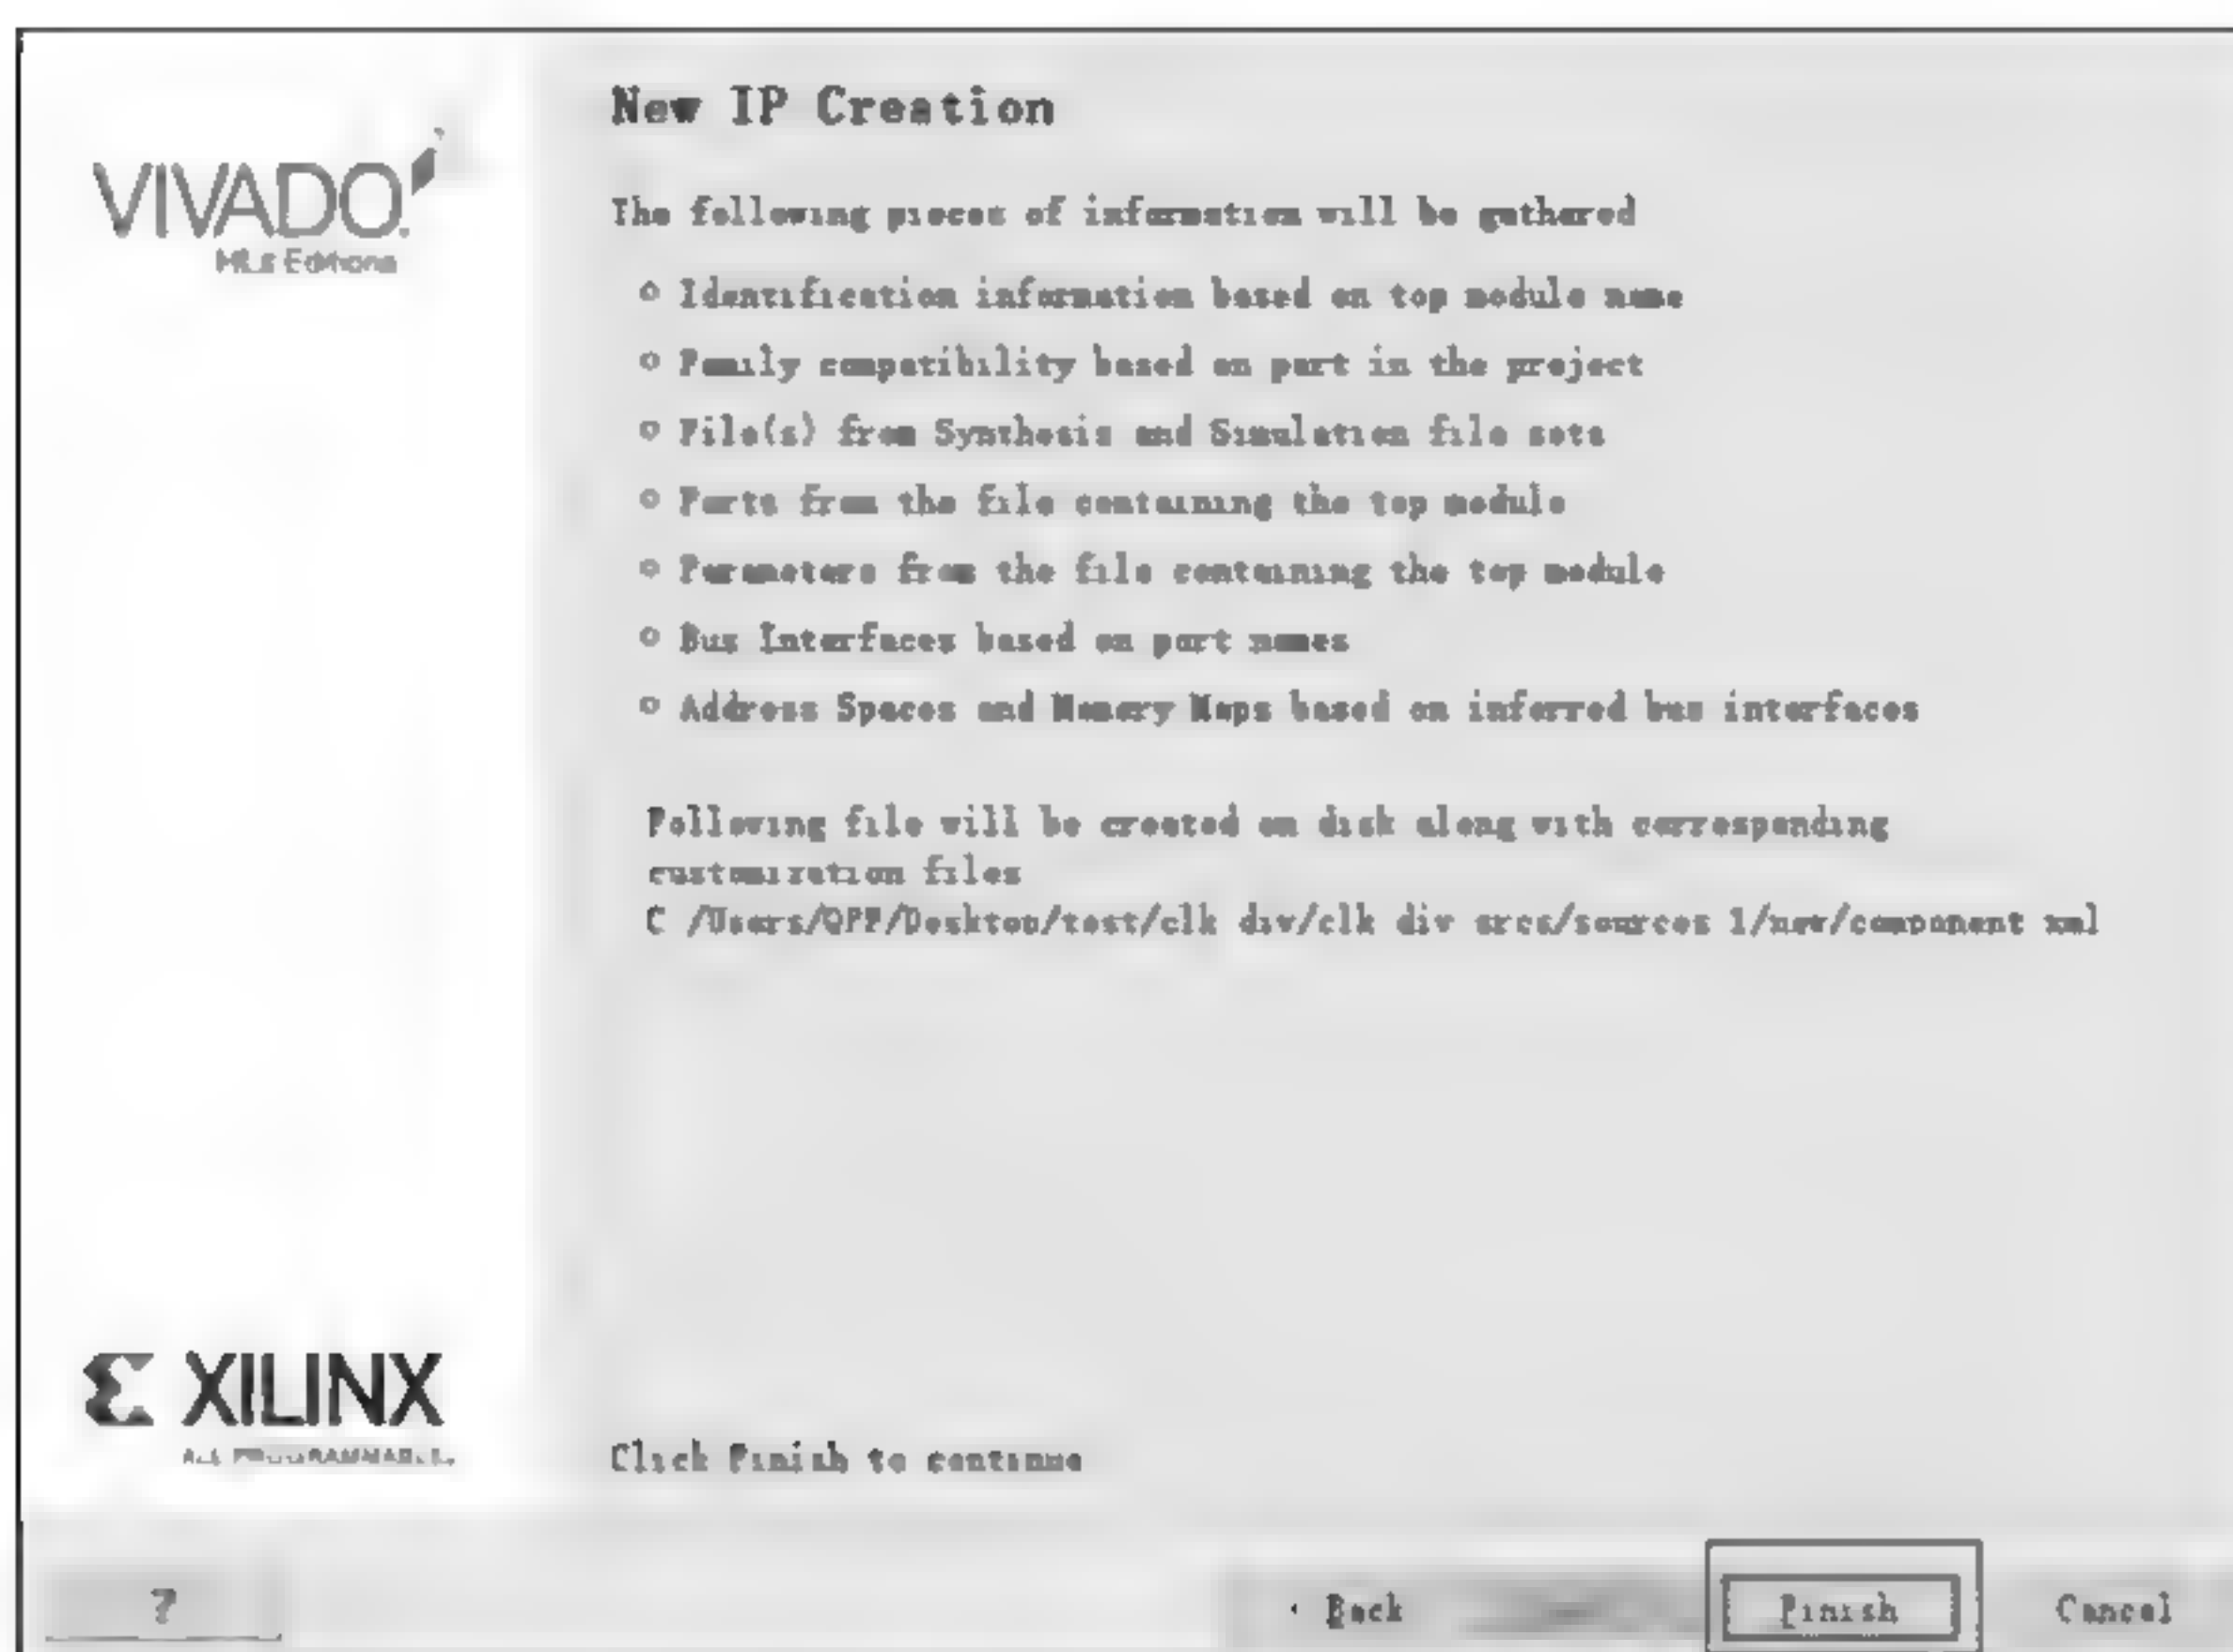 New IP Creation
VIVADO.
HLx Editions
The following pieces of information will be gathered
Identification information based on top module name
Family compatibility based on part in the project
File(s) from Synthesis and Simulation file sets
Ports from the file containing the top module
Parameters from the file containing the top module
Bus Interfaces based on port names
Address Spaces and Memory Maps based on inferred bus interfaces
Following file will be created on disk along with corresponding
customization files
C /Users/QFF/Desktop/test/clk div/clk div srcs/sources 1/new/component xml
XILINX
ALL PROGRAMMABLE.
Click Finish to continue
?
Back
Finish
Cancel